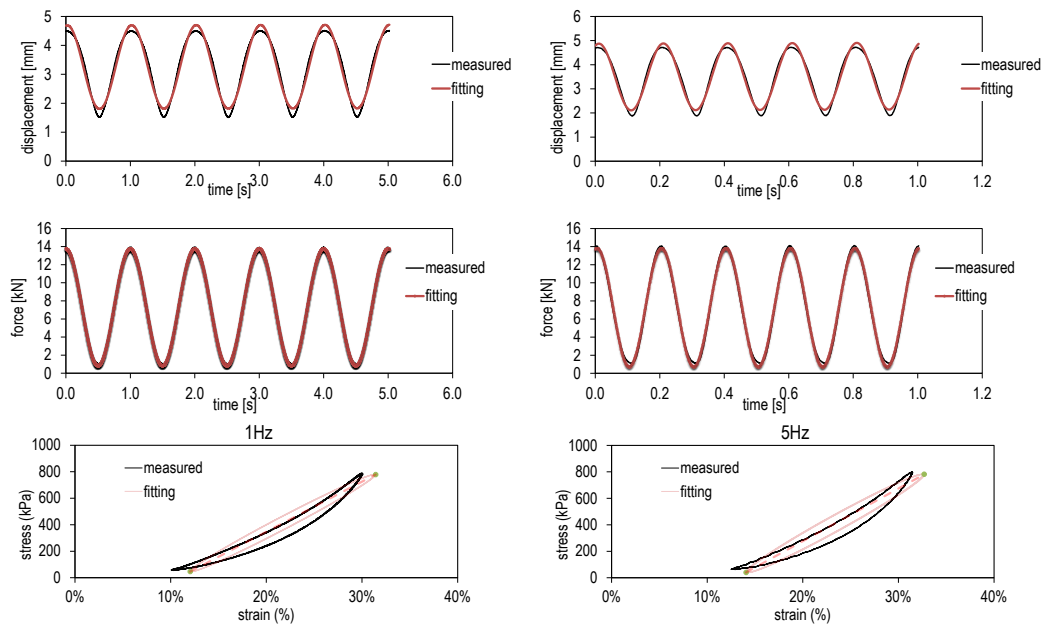 displacement [mm]
5
4
3
2
1
0
0.0 1.0 2.0 3.0 4.0 5.0 6.0
time [s]
measured
fitting
displacement [mm]
6
5
4
3
2
1
0
0.0 0.2 0.4 0.6 0.8 1.0 1.2
time [s]
measured
fitting
force [kN]
16
14
12
10
8
6
4
2
0
0.0 1.0 2.0 3.0 4.0 5.0 6.0
time [s]
measured
fitting
force [kN]
16
14
12
10
8
6
4
2
0
0.0 0.2 0.4 0.6 0.8 1.0 1.2
time [s]
measured
fitting
1Hz
stress (kPa)
1000
800
600
400
200
0
0% 10% 20% 30% 40%
strain (%)
measured
fitting
5Hz
stress (kPa)
1000
800
600
400
200
0
0% 10% 20% 30% 40%
strain (%)
measured
fitting